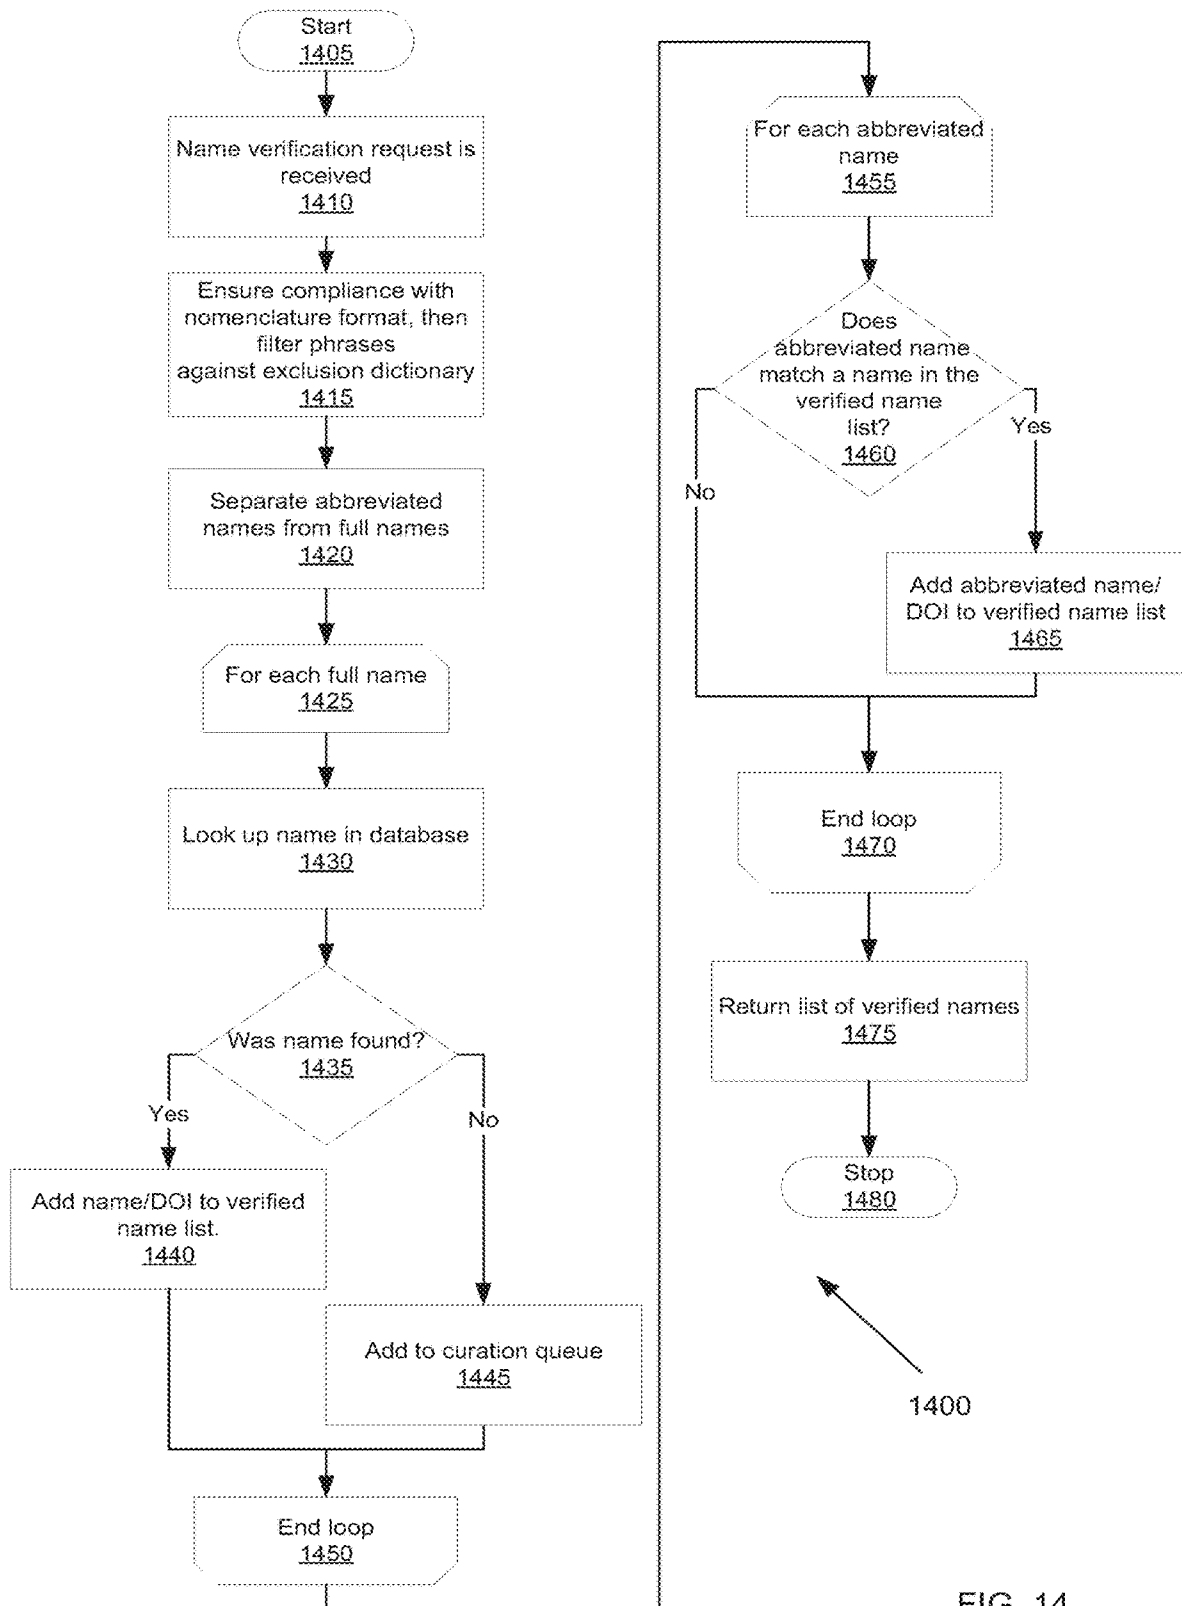 Start
1405
Name verification request is
received
1410
Ensure compliance with
nomenclature format, then
filter phrases
against exclusion dictionary
1415
Separate abbreviated
names from full names
1420
For each full name
1425
Look up name in database
1430
Was name found?
1435
Yes
No
Add name/DOI to verified
name list.
1440
Add to curation queue
1445
End loop
1450
For each abbreviated
name
1455
Does
abbreviated name
match a name in the
verified name
list?
1460
Yes
No
Add abbreviated name/
DOI to verified name list
1465
End loop
1470
Return list of verified names
1475
Stop
1480
1400
FIG. 14